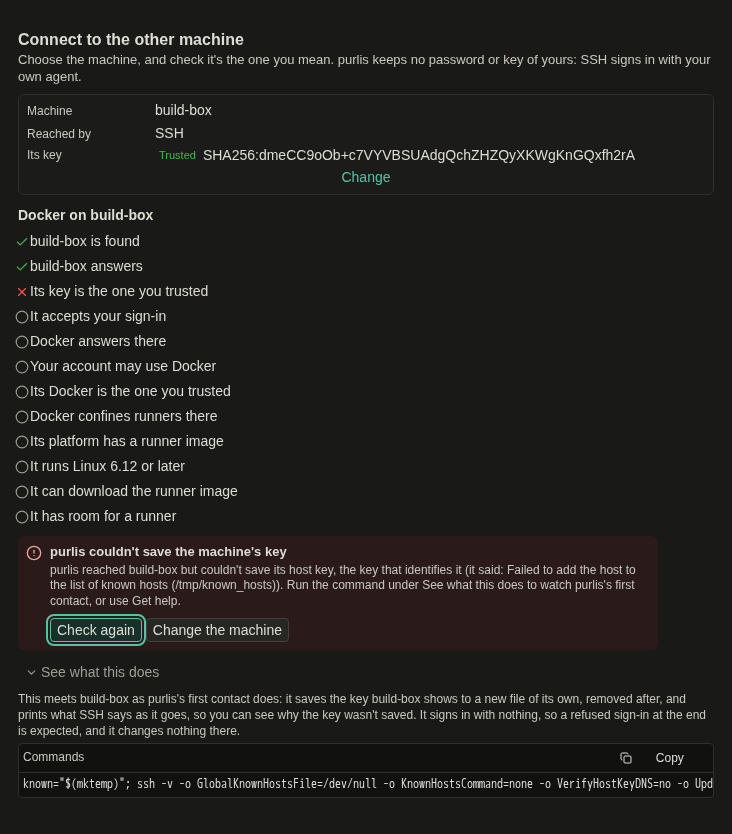 Connect to the other machine
Choose the machine, and check it's the one you mean. purlis keeps no password or key of yours: SSH signs in with your
own agent.
Machine build-box
Reached by SSH
Its key Trusted SHA256:dmeCC9oOb+c7VYVBSUAdgQchZHZQyXKWgKnGQxfh2rA
Change
Docker on build-box
build-box is found
build-box answers
Its key is the one you trusted
It accepts your sign-in
Docker answers there
Your account may use Docker
Its Docker is the one you trusted
Docker confines runners there
Its platform has a runner image
It runs Linux 6.12 or later
It can download the runner image
It has room for a runner
purlis couldn't save the machine's key
purlis reached build-box but couldn't save its host key, the key that identifies it (it said: Failed to add the host to
the list of known hosts (/tmp/known_hosts)). Run the command under See what this does to watch purlis's first
contact, or use Get help.
Check again Change the machine
See what this does
This meets build-box as purlis's first contact does: it saves the key build-box shows to a new file of its own, removed after, and
prints what SSH says as it goes, so you can see why the key wasn't saved. It signs in with nothing, so a refused sign-in at the end
is expected, and it changes nothing there.
Commands Copy
known="$(mktemp)"; ssh -v -o GlobalKnownHostsFile=/dev/null -o KnownHostsCommand=none -o VerifyHostKeyDNS=no -o Upd